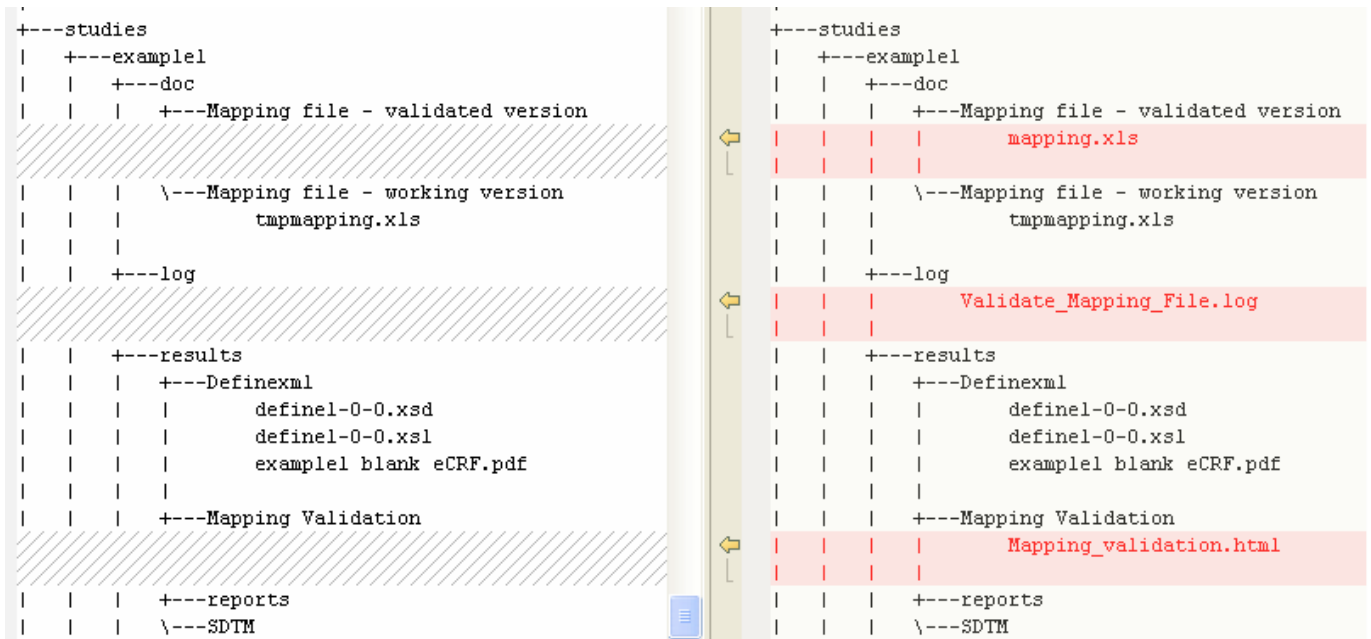 +---studies
|   +---example1
|   |   +---doc
|   |   |   +---Mapping file - validated version
|   |   |   \---Mapping file - working version
|   |   |           tmpmapping.xls
|   |   |
|   |   +---log
|   |   +---results
|   |   |   +---Definexml
|   |   |   |       define1-0-0.xsd
|   |   |   |       define1-0-0.xsl
|   |   |   |       example1 blank eCRF.pdf
|   |   |   |
|   |   |   +---Mapping Validation
|   |   |   +---reports
|   |   |   \---SDTM
+---studies
|   +---example1
|   |   +---doc
|   |   |   +---Mapping file - validated version
|   |   |   |       mapping.xls
|   |   |   |
|   |   |   \---Mapping file - working version
|   |   |           tmpmapping.xls
|   |   |
|   |   +---log
|   |   |       Validate_Mapping_File.log
|   |   |
|   |   +---results
|   |   |   +---Definexml
|   |   |   |       define1-0-0.xsd
|   |   |   |       define1-0-0.xsl
|   |   |   |       example1 blank eCRF.pdf
|   |   |   |
|   |   |   +---Mapping Validation
|   |   |   |       Mapping_validation.html
|   |   |   |
|   |   |   +---reports
|   |   |   \---SDTM